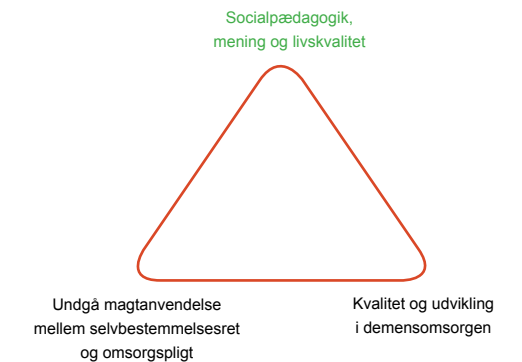 Socialpædagogik,
mening og livskvalitet
Undgå magtanvendelse
mellem selvbestemmelsesret
og omsorgspligt
Kvalitet og udvikling
i demensomsorgen